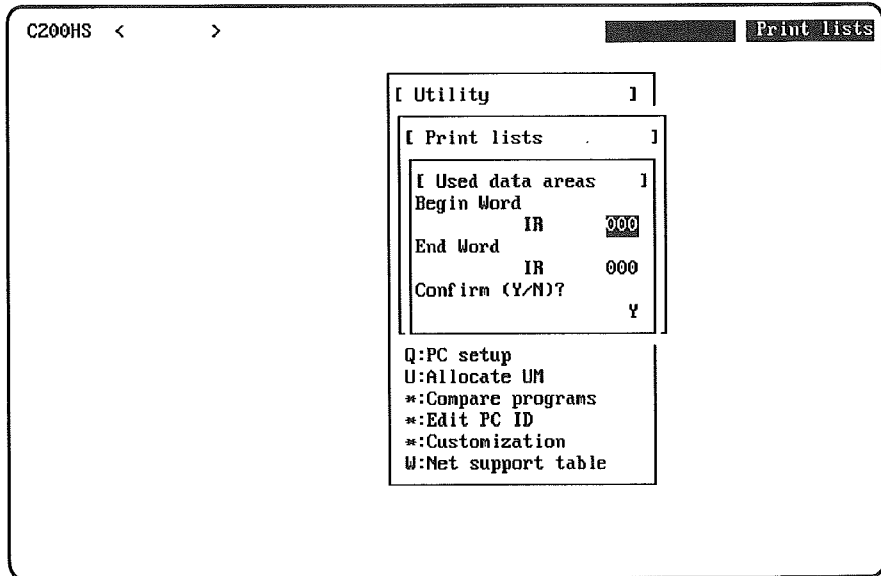 C200HS < >
Print lists
[ Utility ]
[ Print lists ]
[ Used data areas ]
Begin Word
IR 000
End Word
IR 000
Confirm (Y/N)?
Y
Q:PC setup
U:Allocate UM
*:Compare programs
*:Edit PC ID
*:Customization
W:Net support table